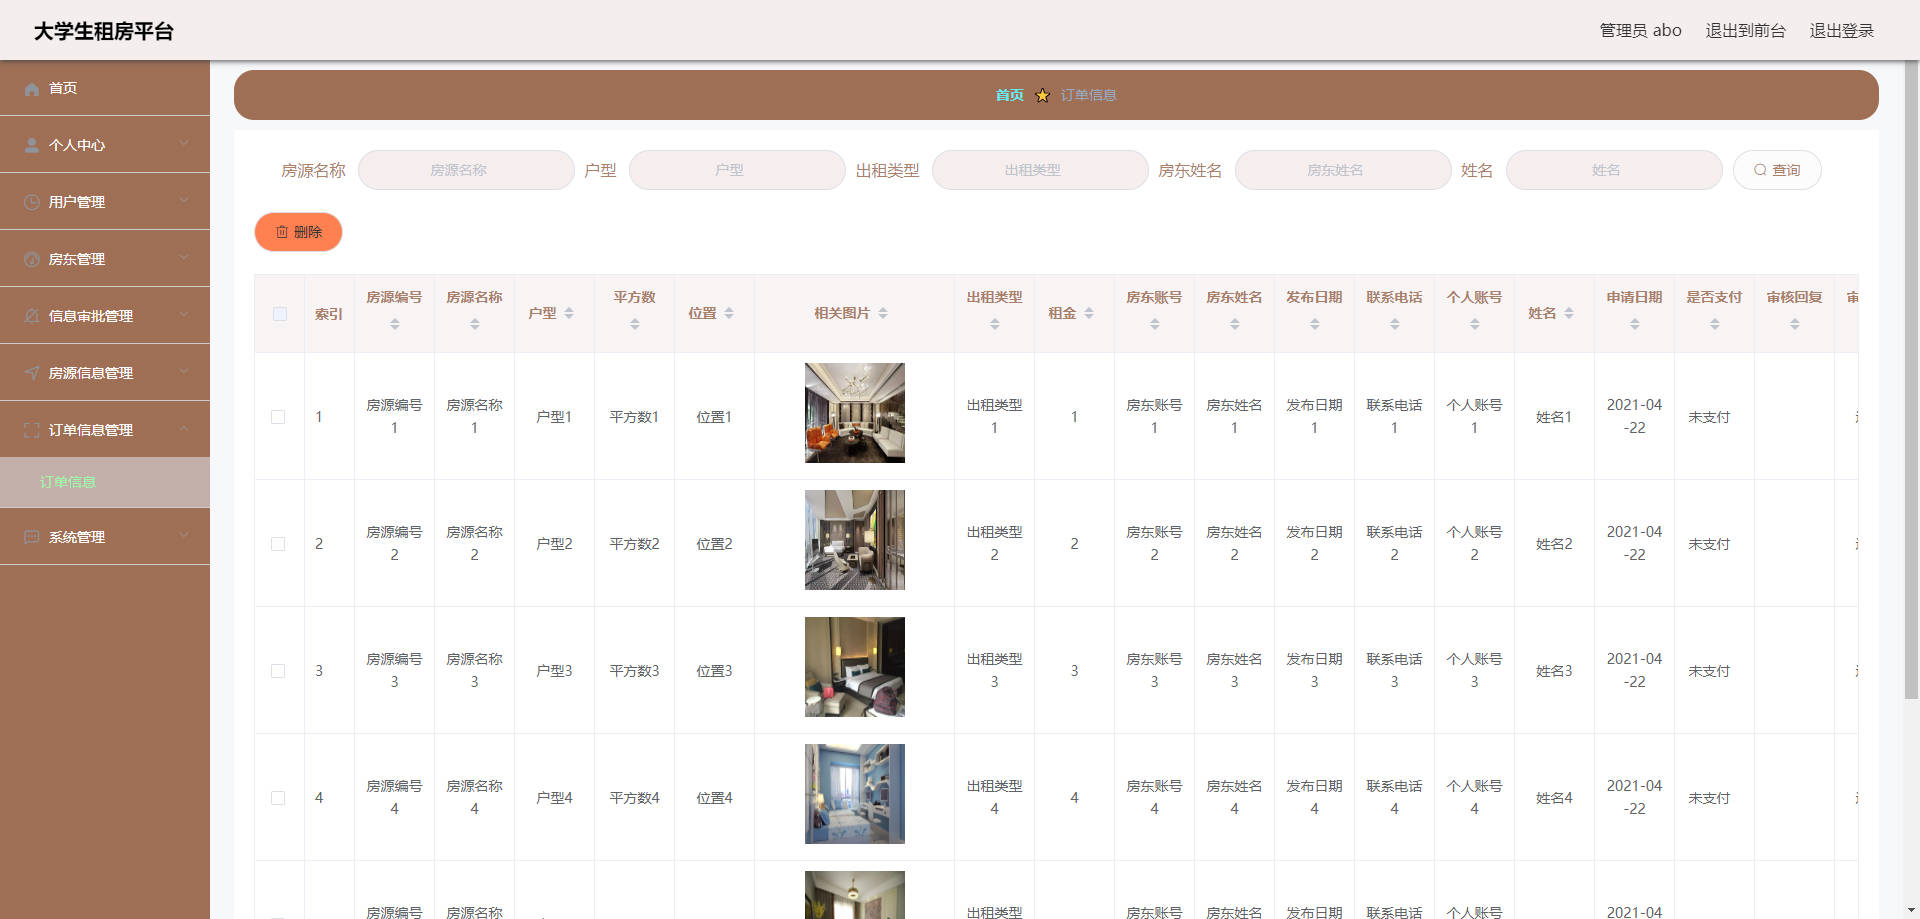 大学生租房平台
管理员 abo 退出到前台 退出登录
首页
个人中心
用户管理
房东管理
信息审批管理
房源信息管理
订单信息管理
订单信息
系统管理
首页 订单信息
房源名称 房源名称 户型 户型 出租类型 出租类型 房东姓名 房东姓名 姓名 姓名 查询
删除
索引 房源编号 房源名称 户型 平方数 位置 相关图片 出租类型 租金 房东账号 房东姓名 发布日期 联系电话 个人账号 姓名 申请日期 是否支付 审核回复 审
1 房源编号1 房源名称1 户型1 平方数1 位置1 出租类型1 1 房东账号1 房东姓名1 发布日期1 联系电话1 个人账号1 姓名1 2021-04-22 未支付
2 房源编号2 房源名称2 户型2 平方数2 位置2 出租类型2 2 房东账号2 房东姓名2 发布日期2 联系电话2 个人账号2 姓名2 2021-04-22 未支付
3 房源编号3 房源名称3 户型3 平方数3 位置3 出租类型3 3 房东账号3 房东姓名3 发布日期3 联系电话3 个人账号3 姓名3 2021-04-22 未支付
4 房源编号4 房源名称4 户型4 平方数4 位置4 出租类型4 4 房东账号4 房东姓名4 发布日期4 联系电话4 个人账号4 姓名4 2021-04-22 未支付
房源编号 房源名称 出租类型 房东账号 房东姓名 发布日期 联系电话 个人账号 2021-04